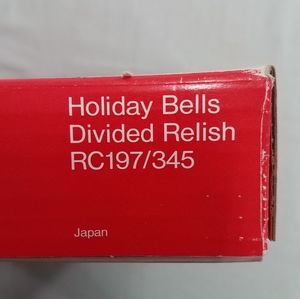 Holiday Bells
Divided Relish
RC197/345
Japan